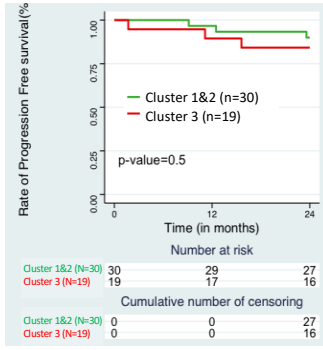 Rate of Progression Free survival(%
1.00
0.75
0.50
0.25
0.00
Cluster 1&2 (n=30)
Cluster 3 (n=19)
p-value=0.5
0 12 24
Time (in months)
Number at risk
Cluster 1&2 (N=30) 30 29 27
Cluster 3 (N=19) 19 17 16
Cumulative number of censoring
Cluster 1&2 (N=30) 0 0 27
Cluster 3 (N=19) 0 0 16